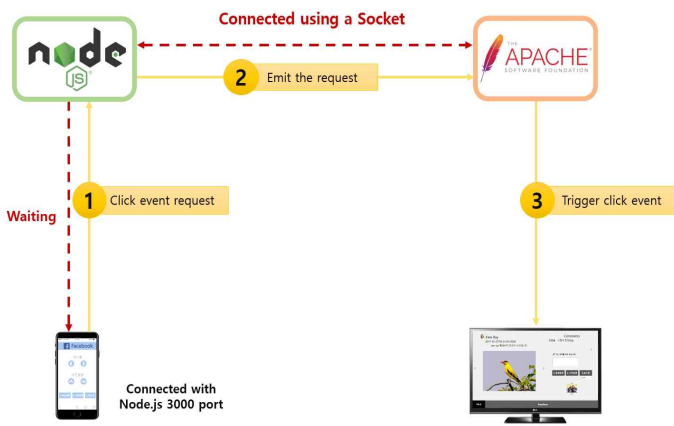 Connected using a Socket
node
JS
THE
APACHE
SOFTWARE FOUNDATION
2 Emit the request
1 Click event request
3 Trigger click event
Waiting
facebook
Connected with
Node.js 3000 port